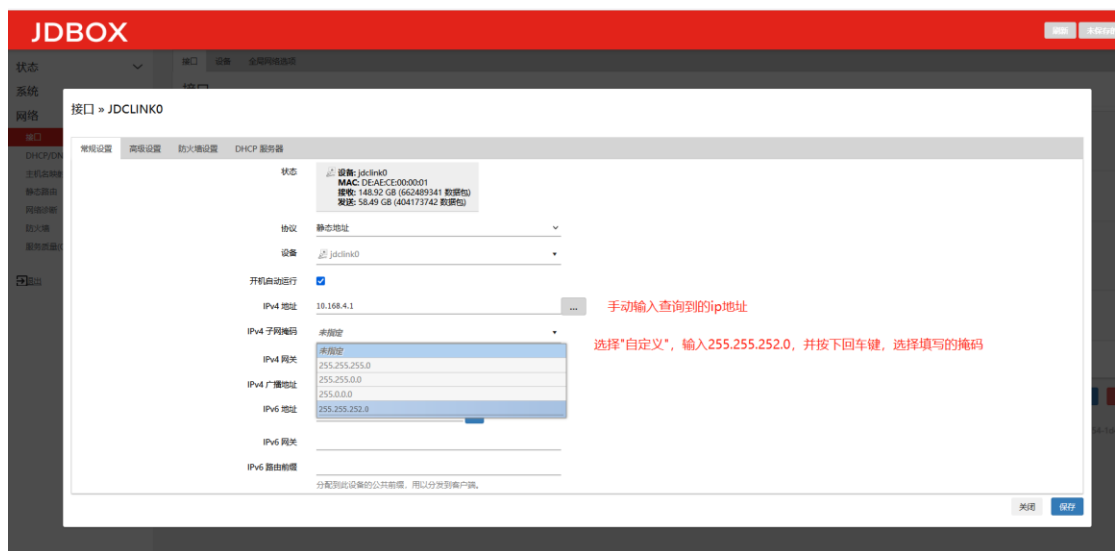 JDBOX
刷新
状态
接口 设备 全局网络选项
系统
网络
接口
接口 » JDCLINK0
常规设置 高级设置 防火墙设置 DHCP 服务器
DHCP/DN
主机名映射
静态路由
网络诊断
防火墙
服务质量(
退出
状态
设备: jdclink0
MAC: DE:AE:CE:00:00:01
接收: 148.92 GB (662489341 数据包)
发送: 58.49 GB (404173742 数据包)
协议 静态地址
设备 jdclink0
开机自动运行
IPv4 地址 10.168.4.1 ... 手动输入查询到的ip地址
IPv4 子网掩码 未指定
选择"自定义"，输入255.255.252.0，并按下回车键，选择填写的掩码
未指定
IPv4 网关
255.255.255.0
IPv4 广播地址
255.255.0.0
255.0.0.0
IPv6 地址
255.255.252.0
IPv6 网关
IPv6 路由前缀
分配到此设备的公共前缀，用以分发到客户端。
关闭 保存